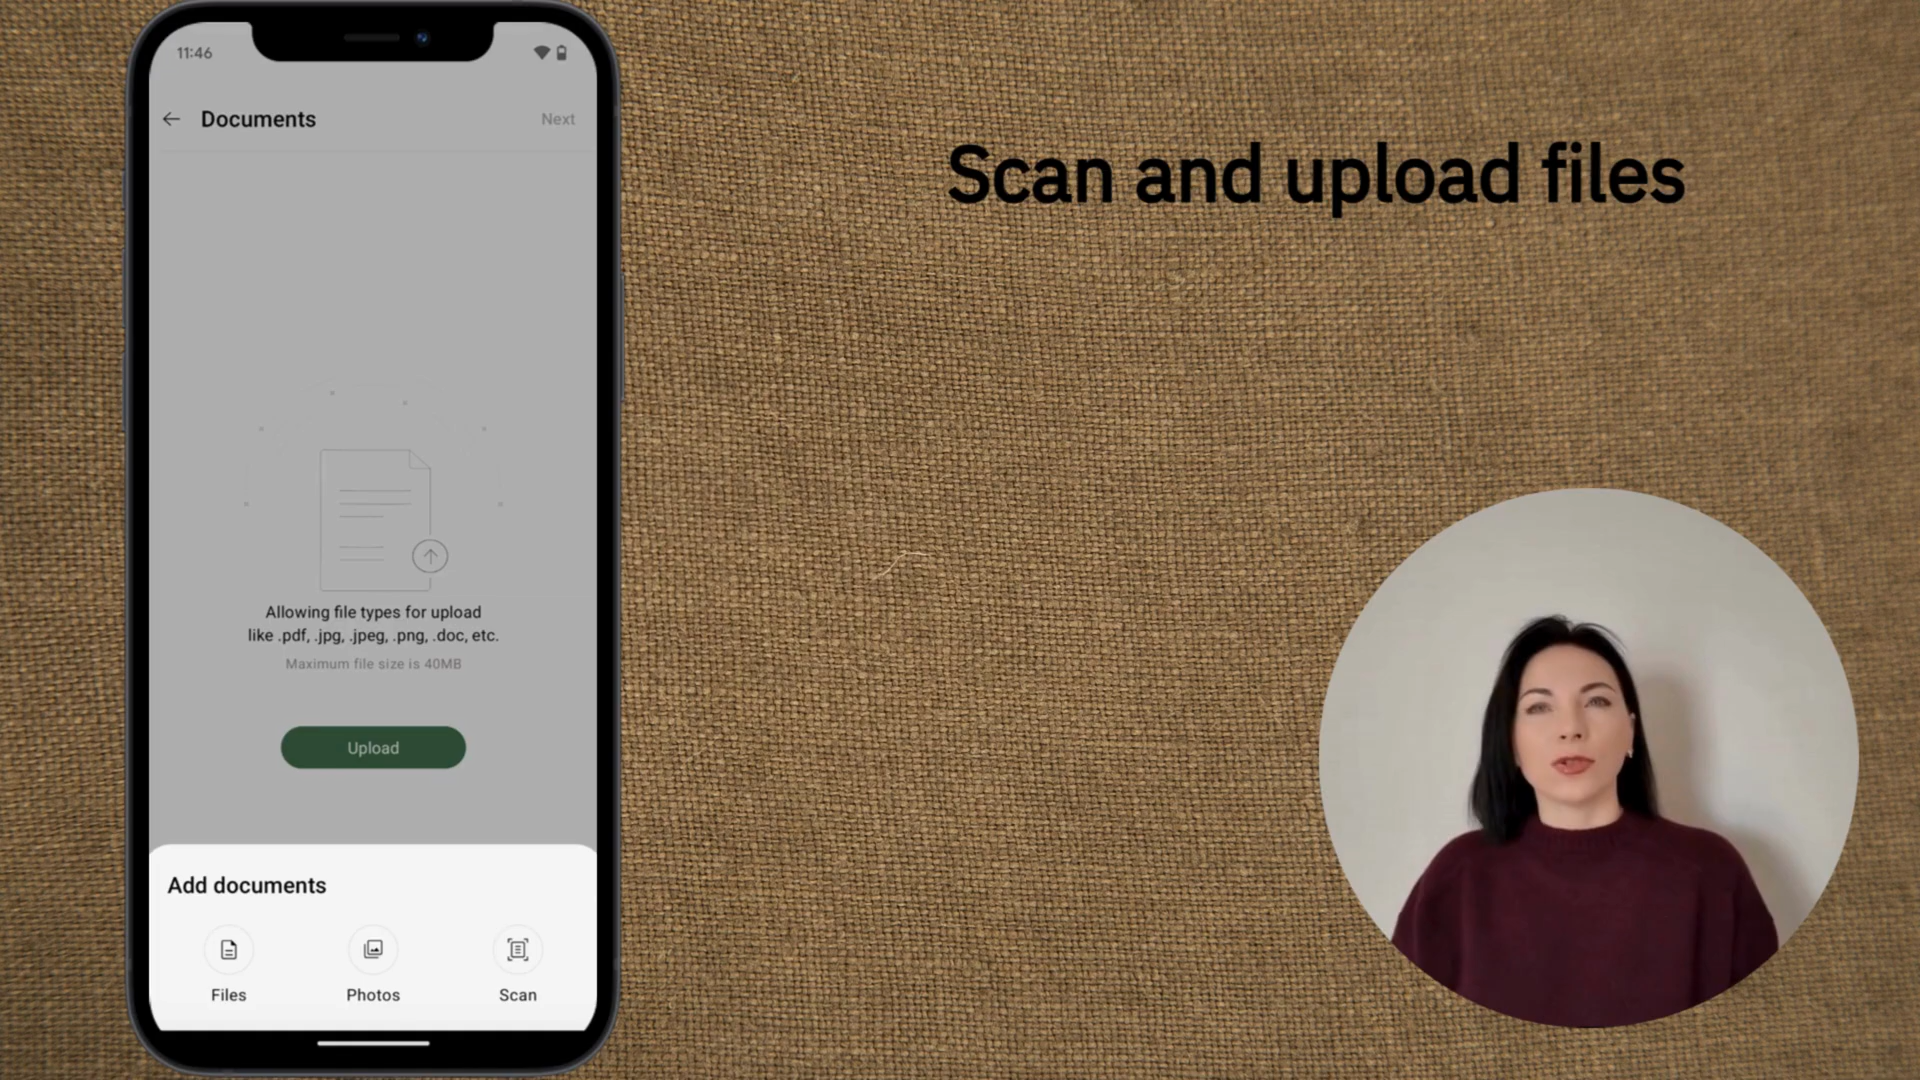 11:46
Documents
Next
Scan and upload files
Allowing file types for upload
like .pdf, .jpg, .jpeg, .png, .doc, etc.
Maximum file size is 40MB
Upload
Add documents
Files
Photos
Scan